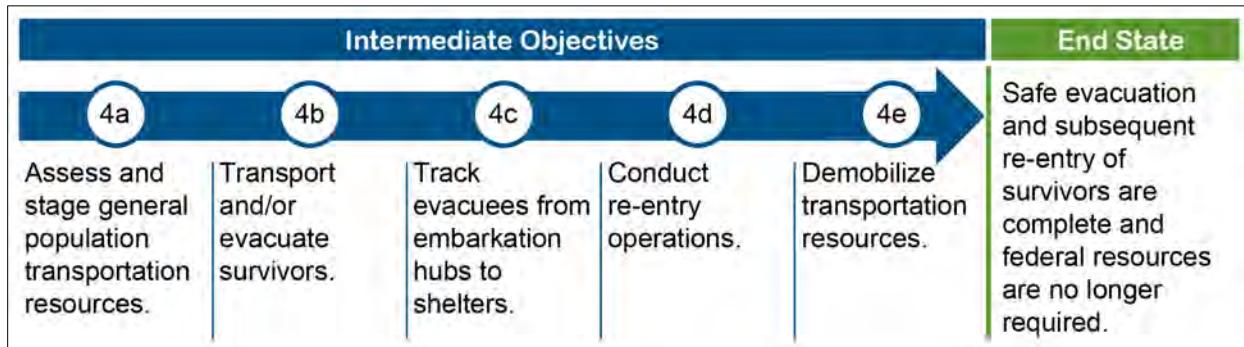 Intermediate Objectives
End State
4a
4b
4c
4d
4e
Assess and
stage general
population
transportation
resources.
Transport
and/or
evacuate
survivors.
Track
evacuees from
embarkation
hubs to
shelters.
Conduct
re-entry
operations.
Demobilize
transportation
resources.
Safe evacuation
and subsequent
re-entry of
survivors are
complete and
federal resources
are no longer
required.